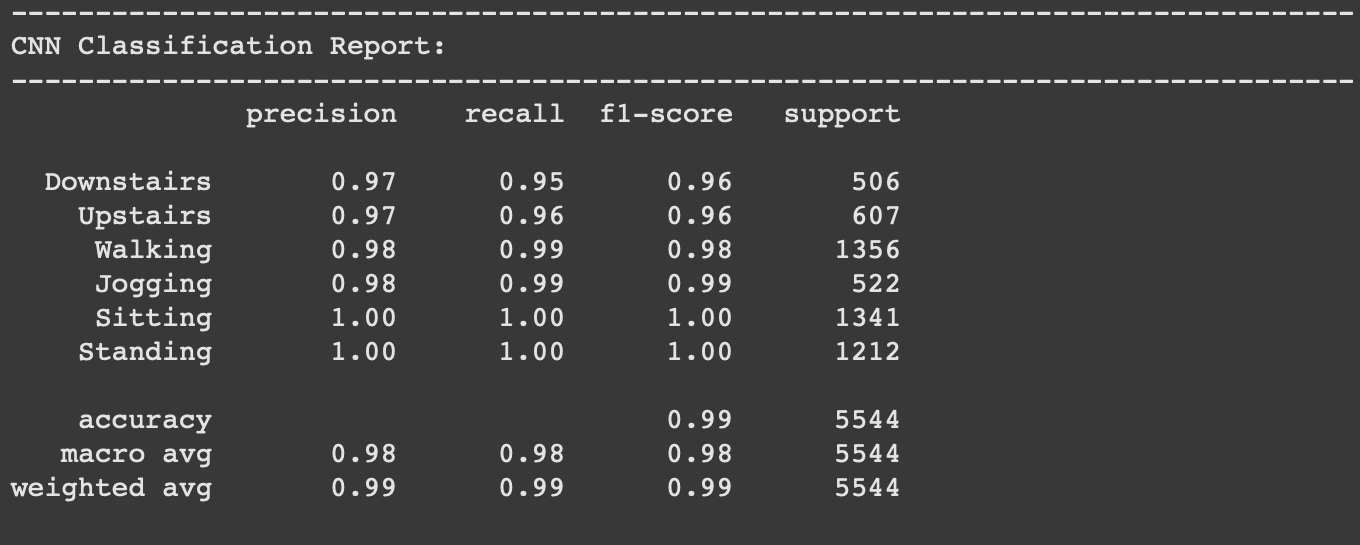 --------------------------------------------------------------------------------
CNN Classification Report:
--------------------------------------------------------------------------------
              precision    recall  f1-score   support

  Downstairs       0.97      0.95      0.96       506
    Upstairs       0.97      0.96      0.96       607
     Walking       0.98      0.99      0.98      1356
     Jogging       0.98      0.99      0.99       522
     Sitting       1.00      1.00      1.00      1341
    Standing       1.00      1.00      1.00      1212

    accuracy                           0.99      5544
   macro avg       0.98      0.98      0.98      5544
weighted avg       0.99      0.99      0.99      5544